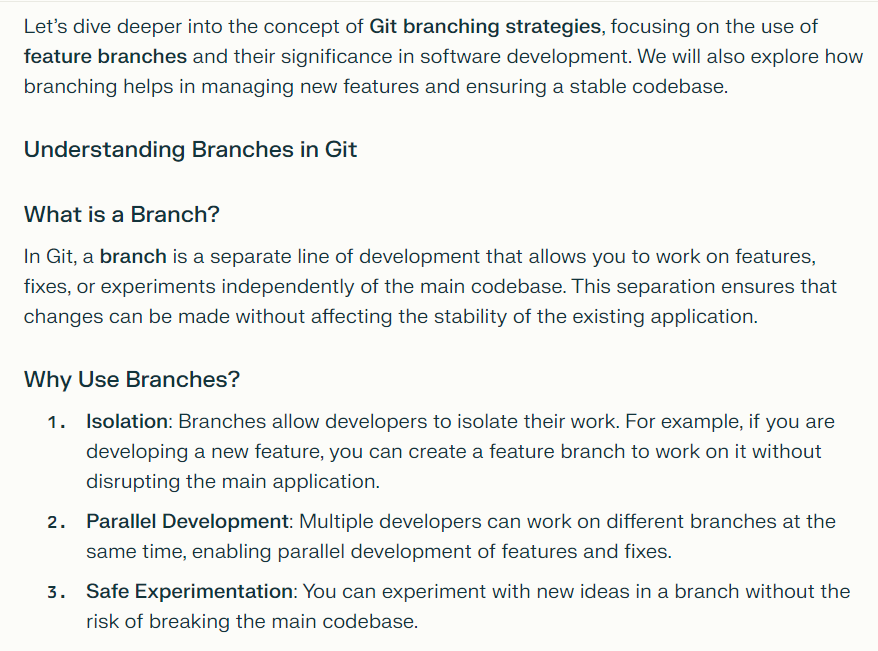 Let's dive deeper into the concept of Git branching strategies, focusing on the use of
feature branches and their significance in software development. We will also explore how
branching helps in managing new features and ensuring a stable codebase.
Understanding Branches in Git
What is a Branch?
In Git, a branch is a separate line of development that allows you to work on features,
fixes, or experiments independently of the main codebase. This separation ensures that
changes can be made without affecting the stability of the existing application.
Why Use Branches?
1. Isolation: Branches allow developers to isolate their work. For example, if you are
developing a new feature, you can create a feature branch to work on it without
disrupting the main application.
2. Parallel Development: Multiple developers can work on different branches at the
same time, enabling parallel development of features and fixes.
3. Safe Experimentation: You can experiment with new ideas in a branch without the
risk of breaking the main codebase.